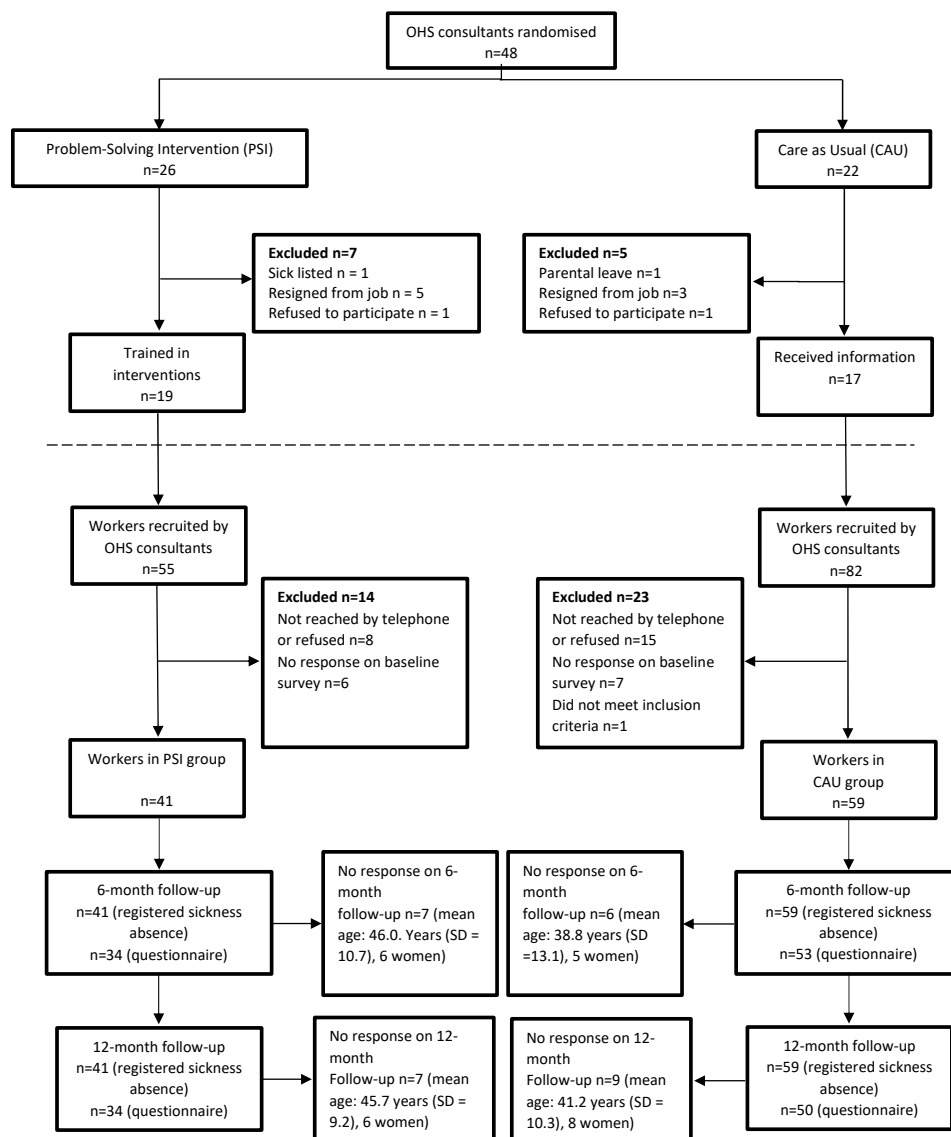 OHS consultants randomised
n=48
Problem-Solving Intervention (PSI)
n=26
Care as Usual (CAU)
n=22
Excluded n=7
Sick listed n = 1
Resigned from job n = 5
Refused to participate n = 1
Excluded n=5
Parental leave n=1
Resigned from job n=3
Refused to participate n=1
Trained in
interventions
n=19
Received information
n=17
Workers recruited by
OHS consultants
n=55
Workers recruited by
OHS consultants
n=82
Excluded n=14
Not reached by telephone
or refused n=8
No response on baseline
survey n=6
Excluded n=23
Not reached by telephone
or refused n=15
No response on baseline
survey n=7
Did not meet inclusion
criteria n=1
Workers in PSI group
n=41
Workers in
CAU group
n=59
6-month follow-up
n=41 (registered sickness
absence)
n=34 (questionnaire)
No response on 6-
month
follow-up n=7 (mean
age: 46.0. Years (SD =
10.7), 6 women)
No response on 6-
month
follow-up n=6 (mean
age: 38.8 years (SD
=13.1), 5 women)
6-month follow-up
n=59 (registered sickness
absence)
n=53 (questionnaire)
12-month follow-up
n=41 (registered sickness
absence)
n=34 (questionnaire)
No response on 12-
month
Follow-up n=7 (mean
age: 45.7 years (SD =
9.2), 6 women)
No response on 12-
month
Follow-up n=9 (mean
age: 41.2 years (SD =
10.3), 8 women)
12-month follow-up
n=59 (registered sickness
absence)
n=50 (questionnaire)